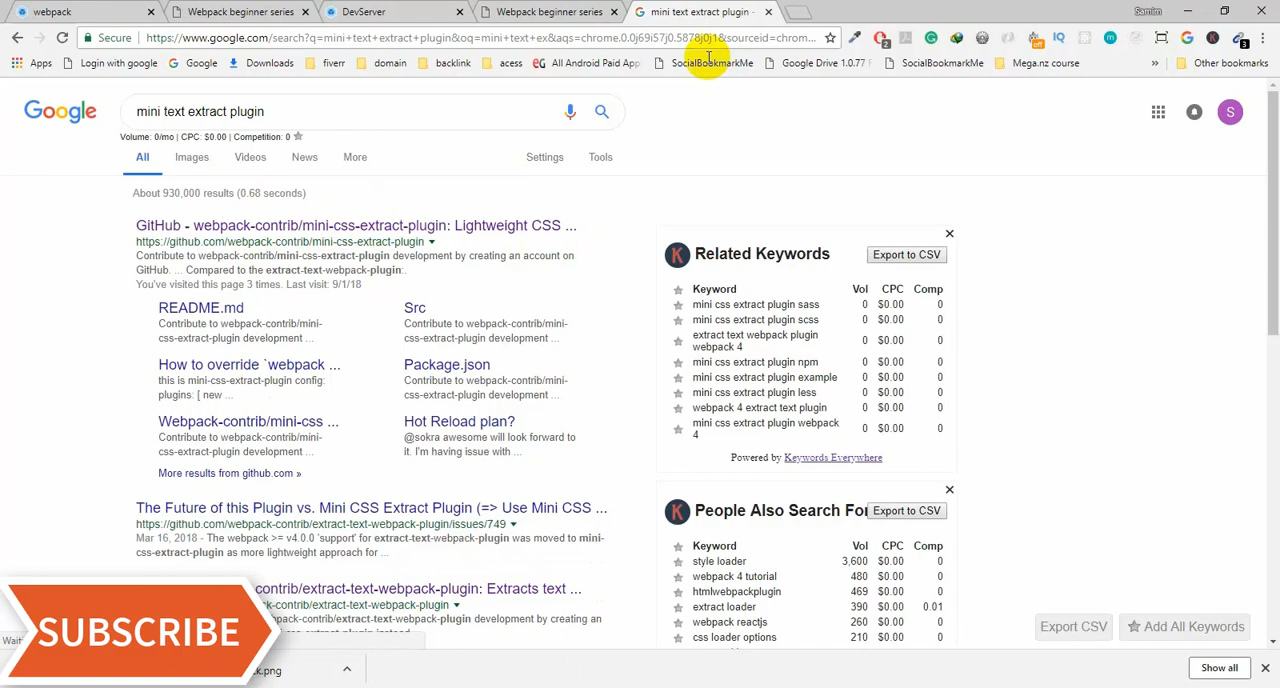 webpack
Webpack beginner series
DevServer
Webpack beginner series
mini text extract plugin -
Samim
Secure
https://www.google.com/search?q=mini+text+extract+plugin&oq=mini+text+ex&aqs=chrome.0.0j69i57j0.5878j0j1&sourceid=chrom...
Apps
Login with google
Google
Downloads
fiverr
domain
backlink
acess
All Android Paid App
SocialBookmarkMe
Google Drive 1.0.77
SocialBookmarkMe
Mega.nz course
»
Other bookmarks
Google
mini text extract plugin
S
Volume: 0/mo | CPC: $0.00 | Competition: 0
All
Images
Videos
News
More
Settings
Tools
About 930,000 results (0.68 seconds)
GitHub - webpack-contrib/mini-css-extract-plugin: Lightweight CSS ...
https://github.com/webpack-contrib/mini-css-extract-plugin
Contribute to webpack-contrib/mini-css-extract-plugin development by creating an account on
GitHub. ... Compared to the extract-text-webpack-plugin:.
You've visited this page 3 times. Last visit: 9/1/18
README.md
Contribute to webpack-contrib/mini-
css-extract-plugin development ...
Src
Contribute to webpack-contrib/mini-
css-extract-plugin development ...
How to override `webpack ...
this is mini-css-extract-plugin config:
plugins: [ new ...
Package.json
Contribute to webpack-contrib/mini-
css-extract-plugin development ...
Webpack-contrib/mini-css ...
Contribute to webpack-contrib/mini-
css-extract-plugin development ...
Hot Reload plan?
@sokra awesome will look forward to
it. I'm having issue with ...
More results from github.com »
The Future of this Plugin vs. Mini CSS Extract Plugin (=> Use Mini CSS ...
https://github.com/webpack-contrib/extract-text-webpack-plugin/issues/749
Mar 16, 2018 - The webpack >= v4.0.0 'support' for extract-text-webpack-plugin was moved to mini-
css-extract-plugin as more lightweight approach for ...
contrib/extract-text-webpack-plugin: Extracts text ...
contrib/extract-text-webpack-plugin
extract-text-webpack-plugin development by creating an
Related Keywords
Export to CSV
Keyword Vol CPC Comp
mini css extract plugin sass 0 $0.00 0
mini css extract plugin scss 0 $0.00 0
extract text webpack plugin
webpack 4 0 $0.00 0
mini css extract plugin npm 0 $0.00 0
mini css extract plugin example 0 $0.00 0
mini css extract plugin less 0 $0.00 0
webpack 4 extract text plugin 0 $0.00 0
mini css extract plugin webpack
4 0 $0.00 0
Powered by Keywords Everywhere
People Also Search For
Export to CSV
Keyword Vol CPC Comp
style loader 3,600 $0.00 0
webpack 4 tutorial 480 $0.00 0
htmlwebpackplugin 469 $0.00 0
extract loader 390 $0.00 0.01
webpack reactjs 260 $0.00 0
css loader options 210 $0.00 0
Export CSV
Add All Keywords
SUBSCRIBE
Show all